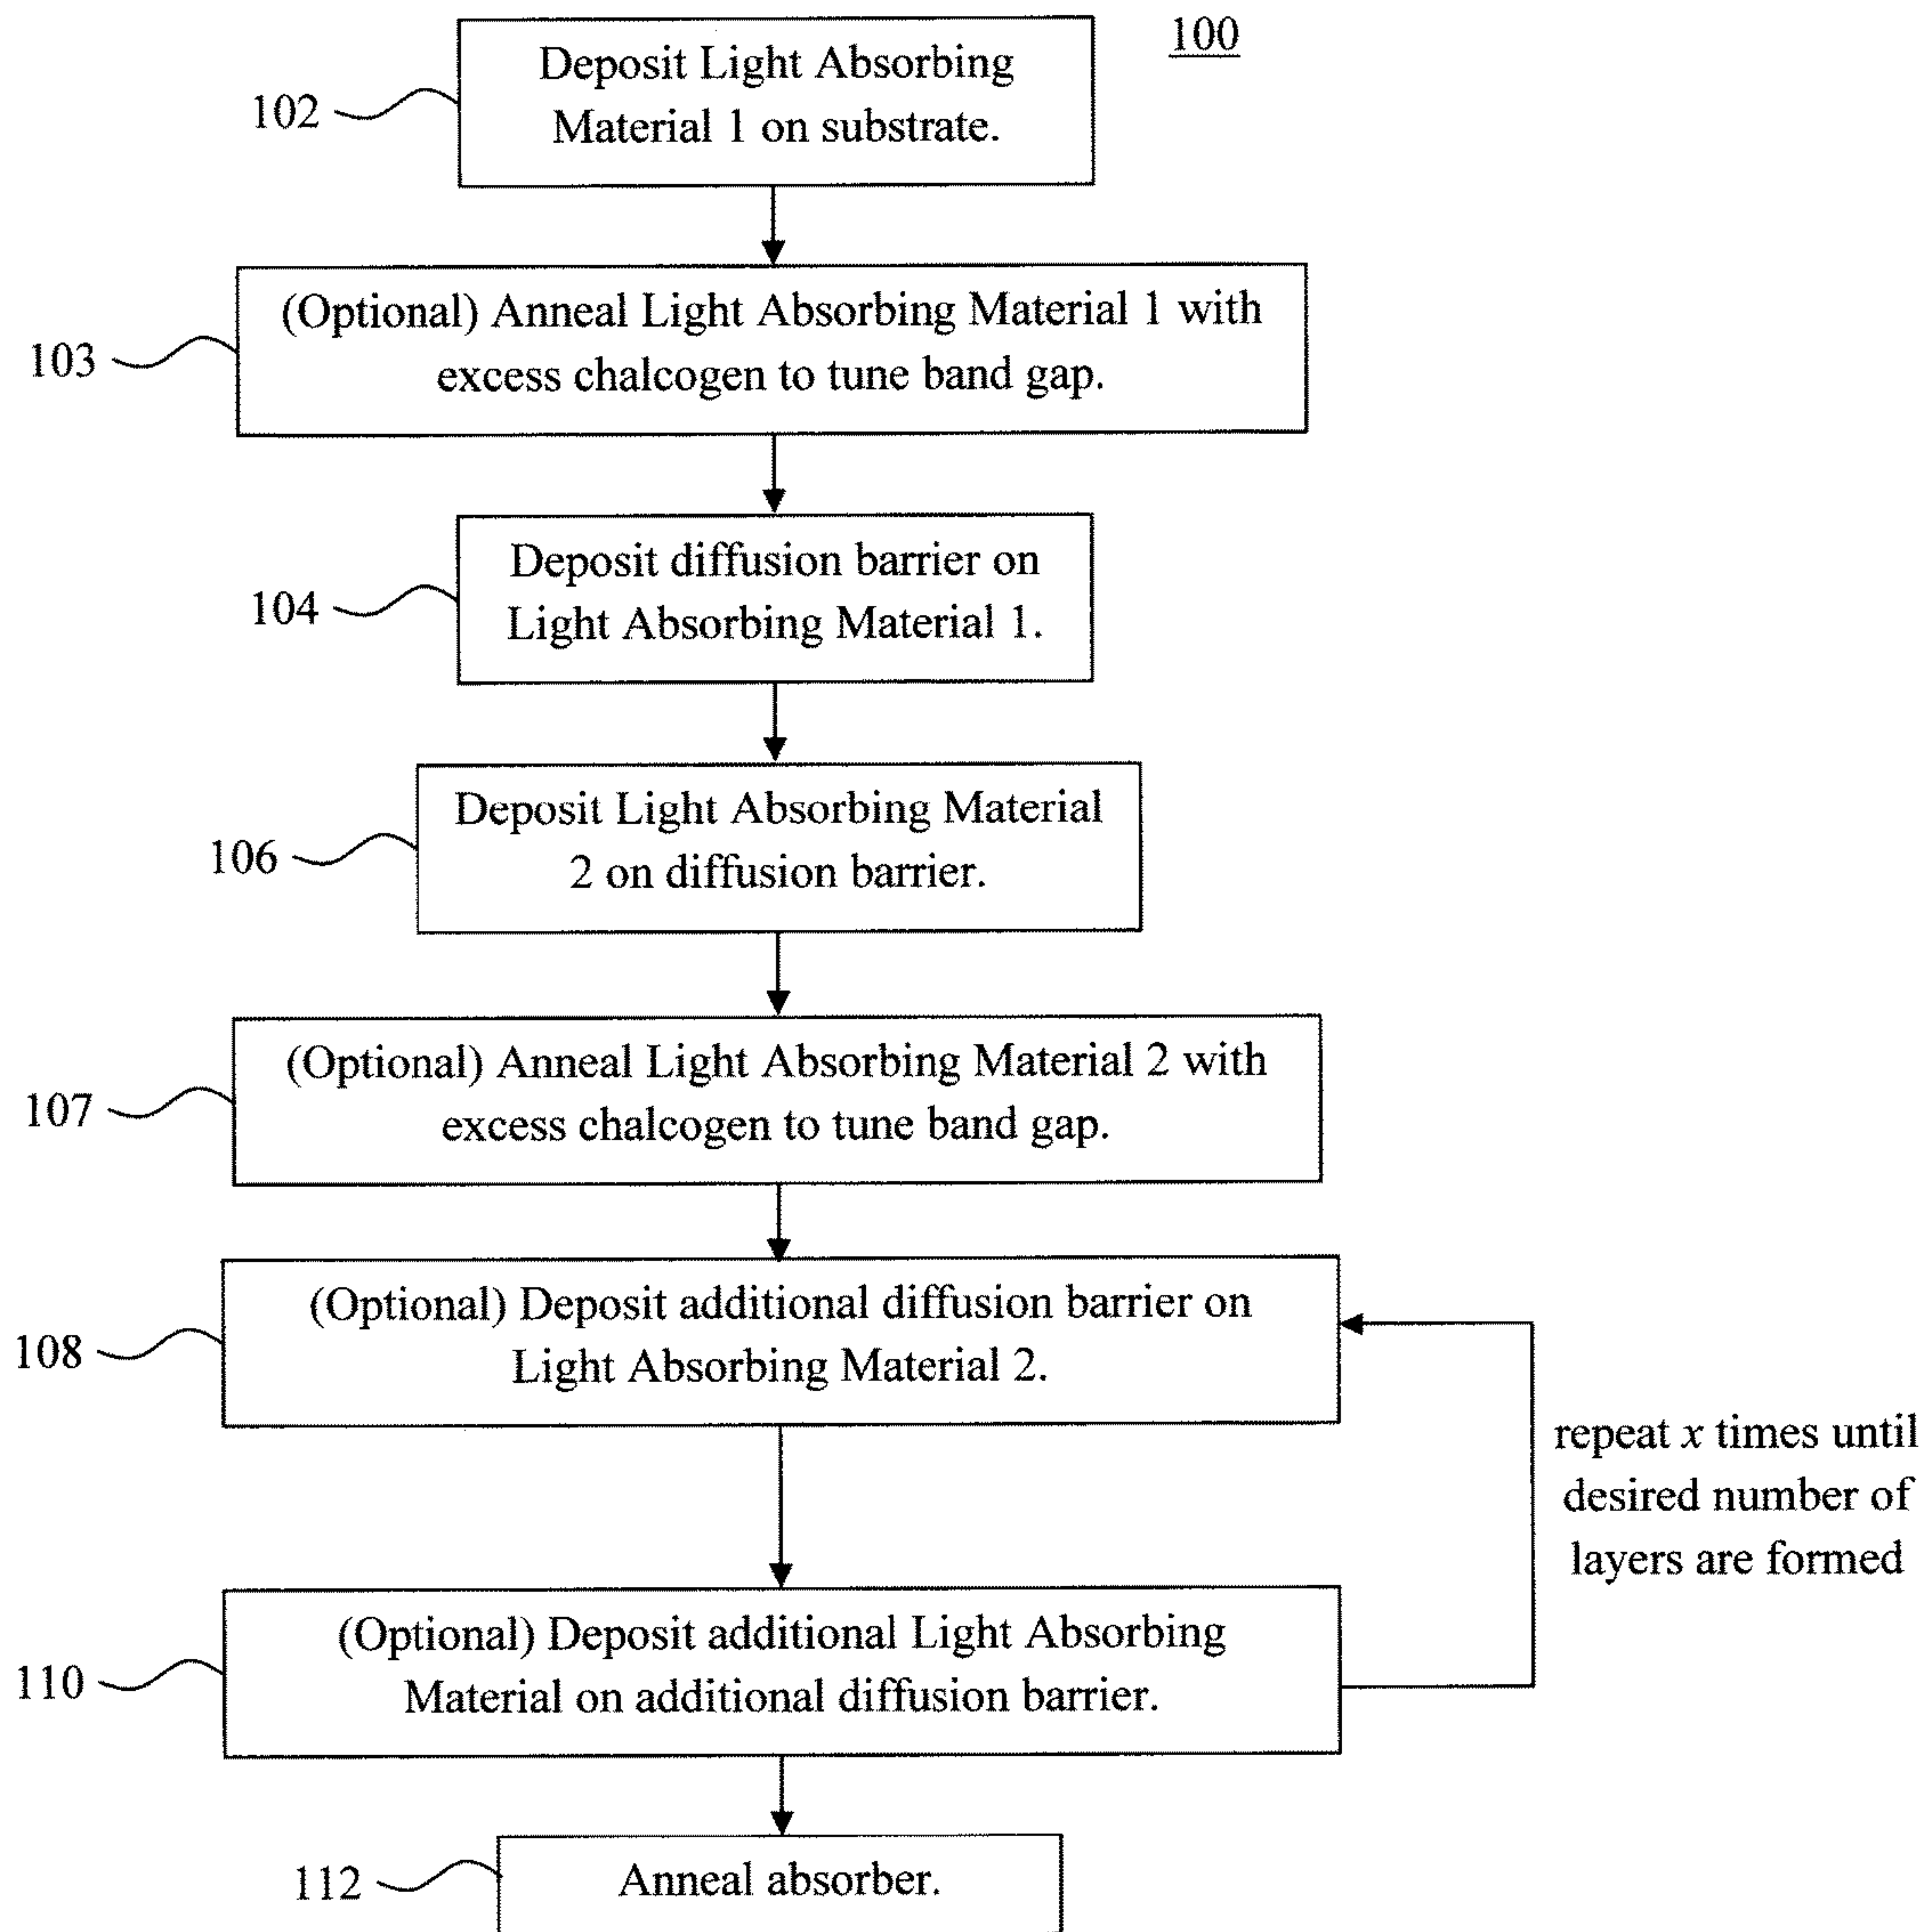 100
Deposit Light Absorbing
Material 1 on substrate.
102
(Optional) Anneal Light Absorbing Material 1 with
excess chalcogen to tune band gap.
103
Deposit diffusion barrier on
Light Absorbing Material 1.
104
Deposit Light Absorbing Material
2 on diffusion barrier.
106
(Optional) Anneal Light Absorbing Material 2 with
excess chalcogen to tune band gap.
107
(Optional) Deposit additional diffusion barrier on
Light Absorbing Material 2.
108
repeat x times until
desired number of
layers are formed
(Optional) Deposit additional Light Absorbing
Material on additional diffusion barrier.
110
Anneal absorber.
112